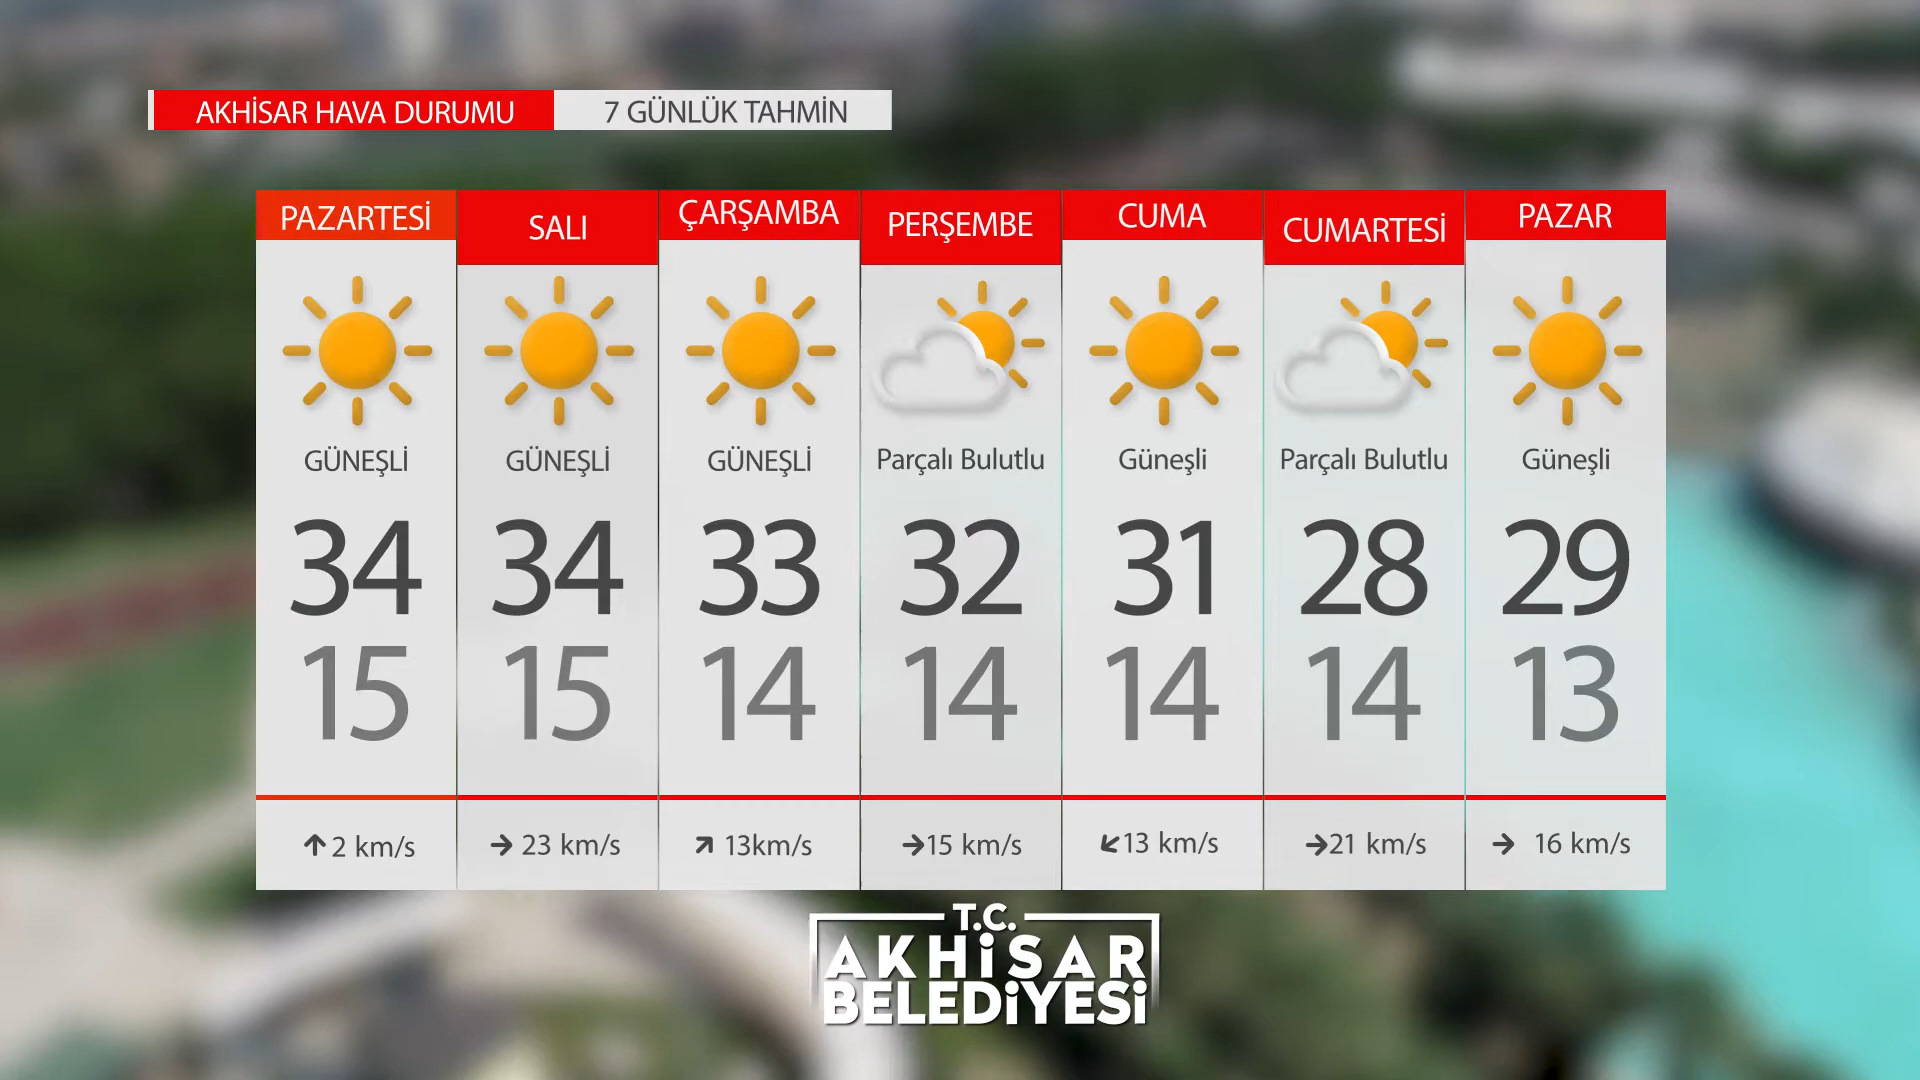 AKHİSAR HAVA DURUMU 7 GÜNLÜK TAHMİN
PAZARTESİ SALI ÇARŞAMBA PERŞEMBE CUMA CUMARTESİ PAZAR
GÜNEŞLİ GÜNEŞLİ GÜNEŞLİ Parçalı Bulutlu Güneşli Parçalı Bulutlu Güneşli
34 34 33 32 31 28 29
15 15 14 14 14 14 13
2 km/s 23 km/s 13km/s 15 km/s 13 km/s 21 km/s 16 km/s
T.C.
AKHİSAR
BELEDİYESİ